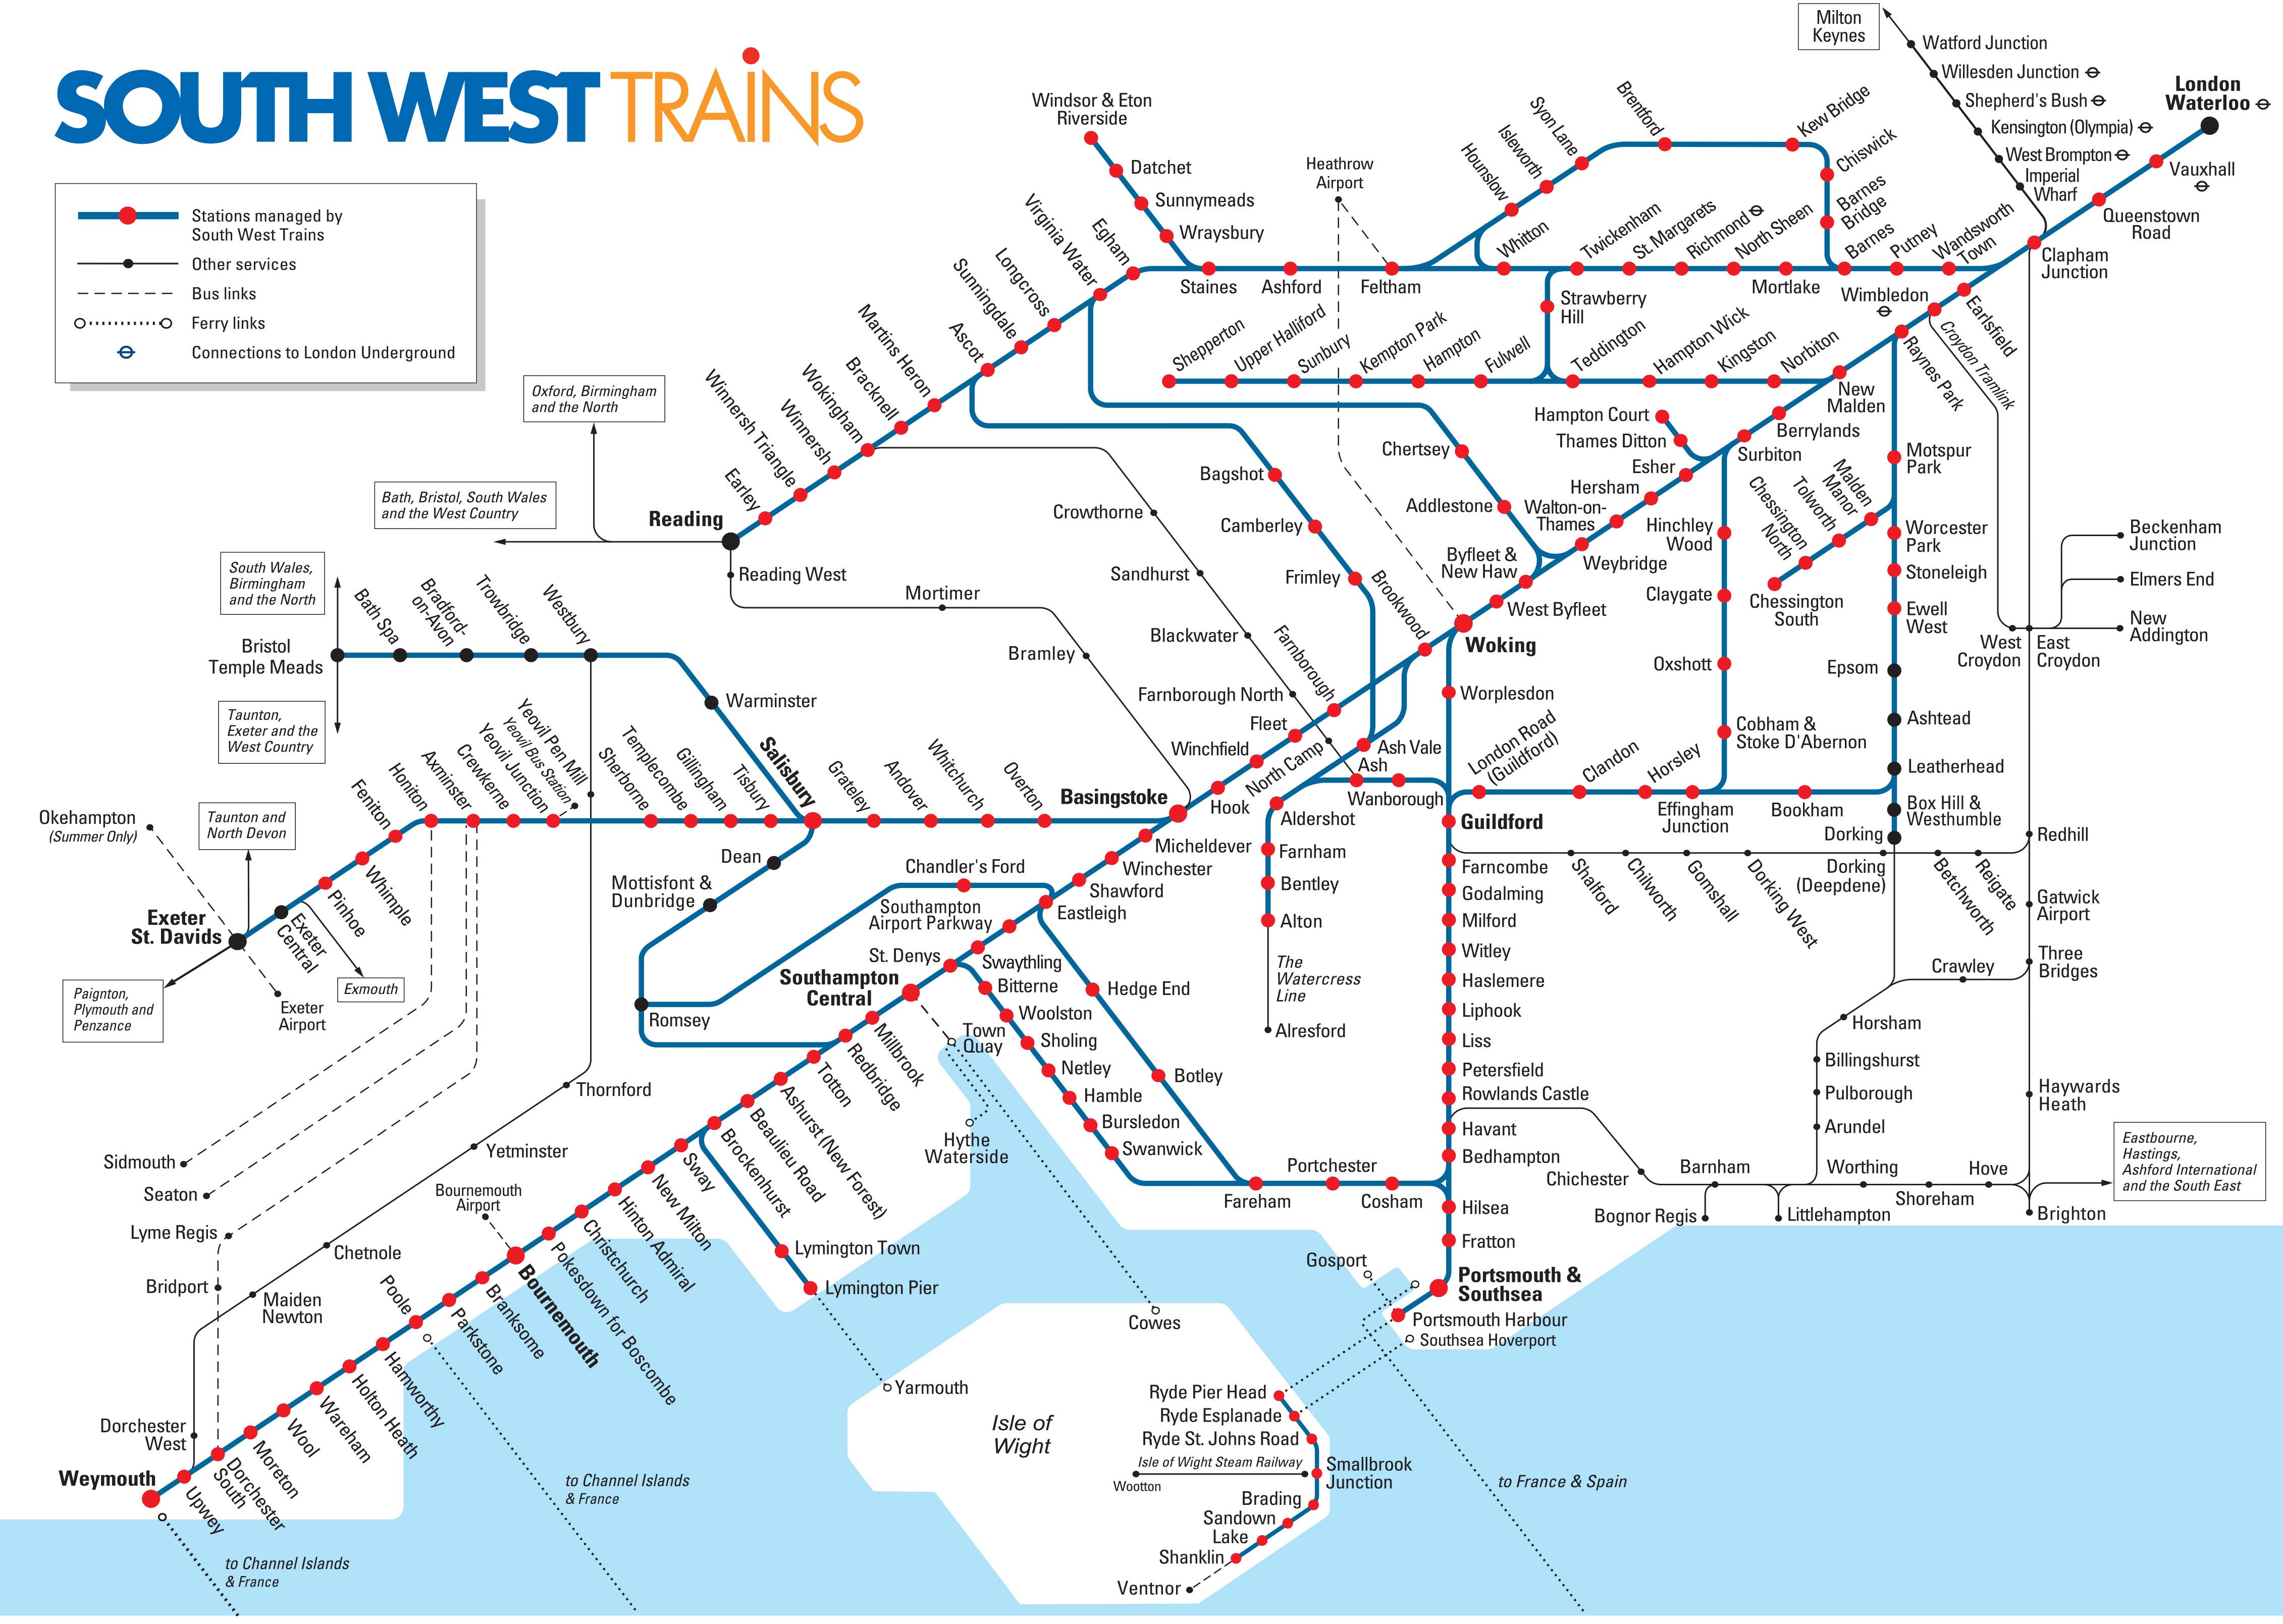 SOUTH WEST TRAINS
Stations managed by
South West Trains
Other services
Bus links
Ferry links
Connections to London Underground
Milton
Keynes
Watford Junction
Willesden Junction
Shepherd's Bush
Kensington (Olympia)
West Brompton
Imperial
Wharf
London
Waterloo
Vauxhall
Queenstown
Road
Clapham
Junction
Windsor & Eton
Riverside
Datchet
Sunnymeads
Wraysbury
Heathrow
Airport
Hounslow
Isleworth
Syon Lane
Brentford
Kew Bridge
Chiswick
Barnes
Bridge
Virginia Water
Egham
Staines
Ashford
Feltham
Whitton
Twickenham
St. Margarets
Richmond
North Sheen
Mortlake
Barnes
Putney
Wandsworth
Town
Longcross
Sunningdale
Ascot
Martins Heron
Bracknell
Wokingham
Winnersh
Winnersh Triangle
Earley
Reading
Strawberry
Hill
Shepperton
Upper Halliford
Sunbury
Kempton Park
Hampton
Fulwell
Teddington
Hampton Wick
Kingston
Norbiton
Wimbledon
Earlsfield
Croydon Tramlink
Raynes Park
New
Malden
Berrylands
Surbiton
Hampton Court
Thames Ditton
Esher
Hersham
Walton-on-
Thames
Weybridge
Byfleet &
New Haw
West Byfleet
Woking
Chertsey
Addlestone
Bagshot
Camberley
Frimley
Brookwood
Motspur
Park
Malden
Manor
Tolworth
Chessington
North
Chessington
South
Worcester
Park
Stoneleigh
Ewell
West
Epsom
Ashtead
Leatherhead
Box Hill &
Westhumble
Dorking
Hinchley
Wood
Claygate
Oxshott
Cobham &
Stoke D'Abernon
Beckenham
Junction
Elmers End
New
Addington
West
Croydon
East
Croydon
Oxford, Birmingham
and the North
Bath, Bristol, South Wales
and the West Country
South Wales,
Birmingham
and the North
Reading West
Mortimer
Bramley
Crowthorne
Sandhurst
Blackwater
Farnborough North
Farnborough
Fleet
Winchfield
Hook
North Camp
Ash Vale
Ash
Wanborough
Worplesdon
London Road
(Guildford)
Clandon
Horsley
Effingham
Junction
Bookham
Bristol
Temple Meads
Bath Spa
Bradford-
on-Avon
Trowbridge
Westbury
Warminster
Taunton,
Exeter and the
West Country
Salisbury
Feniton
Honiton
Axminster
Crewkerne
Yeovil Junction
Yeovil Bus Station
Yeovil Pen Mill
Sherborne
Templecombe
Gillingham
Tisbury
Grateley
Andover
Whitchurch
Overton
Basingstoke
Okehampton
(Summer Only)
Taunton and
North Devon
Exeter
St. Davids
Exeter
Central
Pinhoe
Whimple
Exmouth
Exeter
Airport
Paignton,
Plymouth and
Penzance
Dean
Mottisfont &
Dunbridge
Romsey
Chandler's Ford
Micheldever
Winchester
Shawford
Eastleigh
Southampton
Airport Parkway
Swaythling
St. Denys
Southampton
Central
Millbrook
Redbridge
Totton
Ashurst (New Forest)
Beaulieu Road
Brockenhurst
Sway
New Milton
Hinton Admiral
Christchurch
Pokesdown for Boscombe
Bournemouth
Branksome
Parkstone
Poole
Hamworthy
Holton Heath
Wareham
Wool
Moreton
Dorchester
South
Upwey
Weymouth
Aldershot
Farnham
Bentley
Alton
The
Watercress
Line
Alresford
Guildford
Farncombe
Godalming
Milford
Witley
Haslemere
Liphook
Liss
Petersfield
Rowlands Castle
Havant
Bedhampton
Hilsea
Fratton
Portsmouth &
Southsea
Portsmouth Harbour
Southsea Hoverport
Gosport
Shalford
Chilworth
Gomshall
Dorking West
Dorking
(Deepdene)
Betchworth
Reigate
Redhill
Gatwick
Airport
Three
Bridges
Crawley
Horsham
Billingshurst
Pulborough
Arundel
Haywards
Heath
Chichester
Barnham
Worthing
Hove
Shoreham
Bognor Regis
Littlehampton
Brighton
Eastbourne,
Hastings,
Ashford International
and the South East
Bitterne
Woolston
Sholing
Netley
Hamble
Bursledon
Swanwick
Hedge End
Botley
Fareham
Portchester
Cosham
Town
Quay
Hythe
Waterside
Thornford
Yetminster
Chetnole
Maiden
Newton
Dorchester
West
Sidmouth
Seaton
Lyme Regis
Bridport
Bournemouth
Airport
Lymington Town
Lymington Pier
Yarmouth
Cowes
Isle of
Wight
Ryde Pier Head
Ryde Esplanade
Ryde St. Johns Road
Isle of Wight Steam Railway
Wootton
Smallbrook
Junction
Brading
Sandown
Lake
Shanklin
Ventnor
to Channel Islands
& France
to Channel Islands
& France
to France & Spain